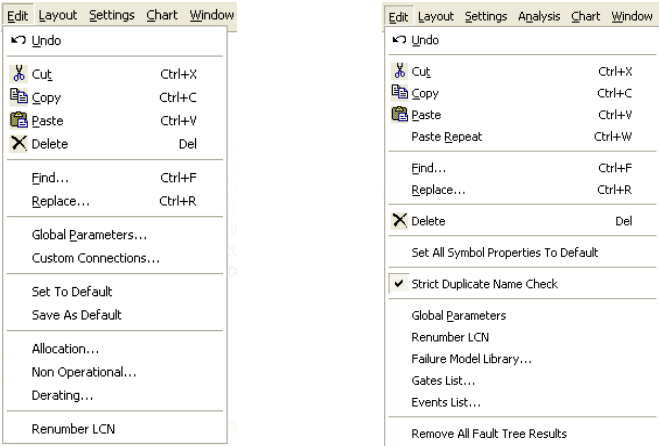 Edit Layout Settings Chart Window
Undo
Cut Ctrl+X
Copy Ctrl+C
Paste Ctrl+V
Delete Del
Find... Ctrl+F
Replace... Ctrl+R
Global Parameters...
Custom Connections...
Set To Default
Save As Default
Allocation...
Non Operational...
Derating...
Renumber LCN
Edit Layout Settings Analysis Chart Window
Undo
Cut Ctrl+X
Copy Ctrl+C
Paste Ctrl+V
Paste Repeat Ctrl+W
Find... Ctrl+F
Replace... Ctrl+R
Delete Del
Set All Symbol Properties To Default
Strict Duplicate Name Check
Global Parameters
Renumber LCN
Failure Model Library...
Gates List...
Events List...
Remove All Fault Tree Results